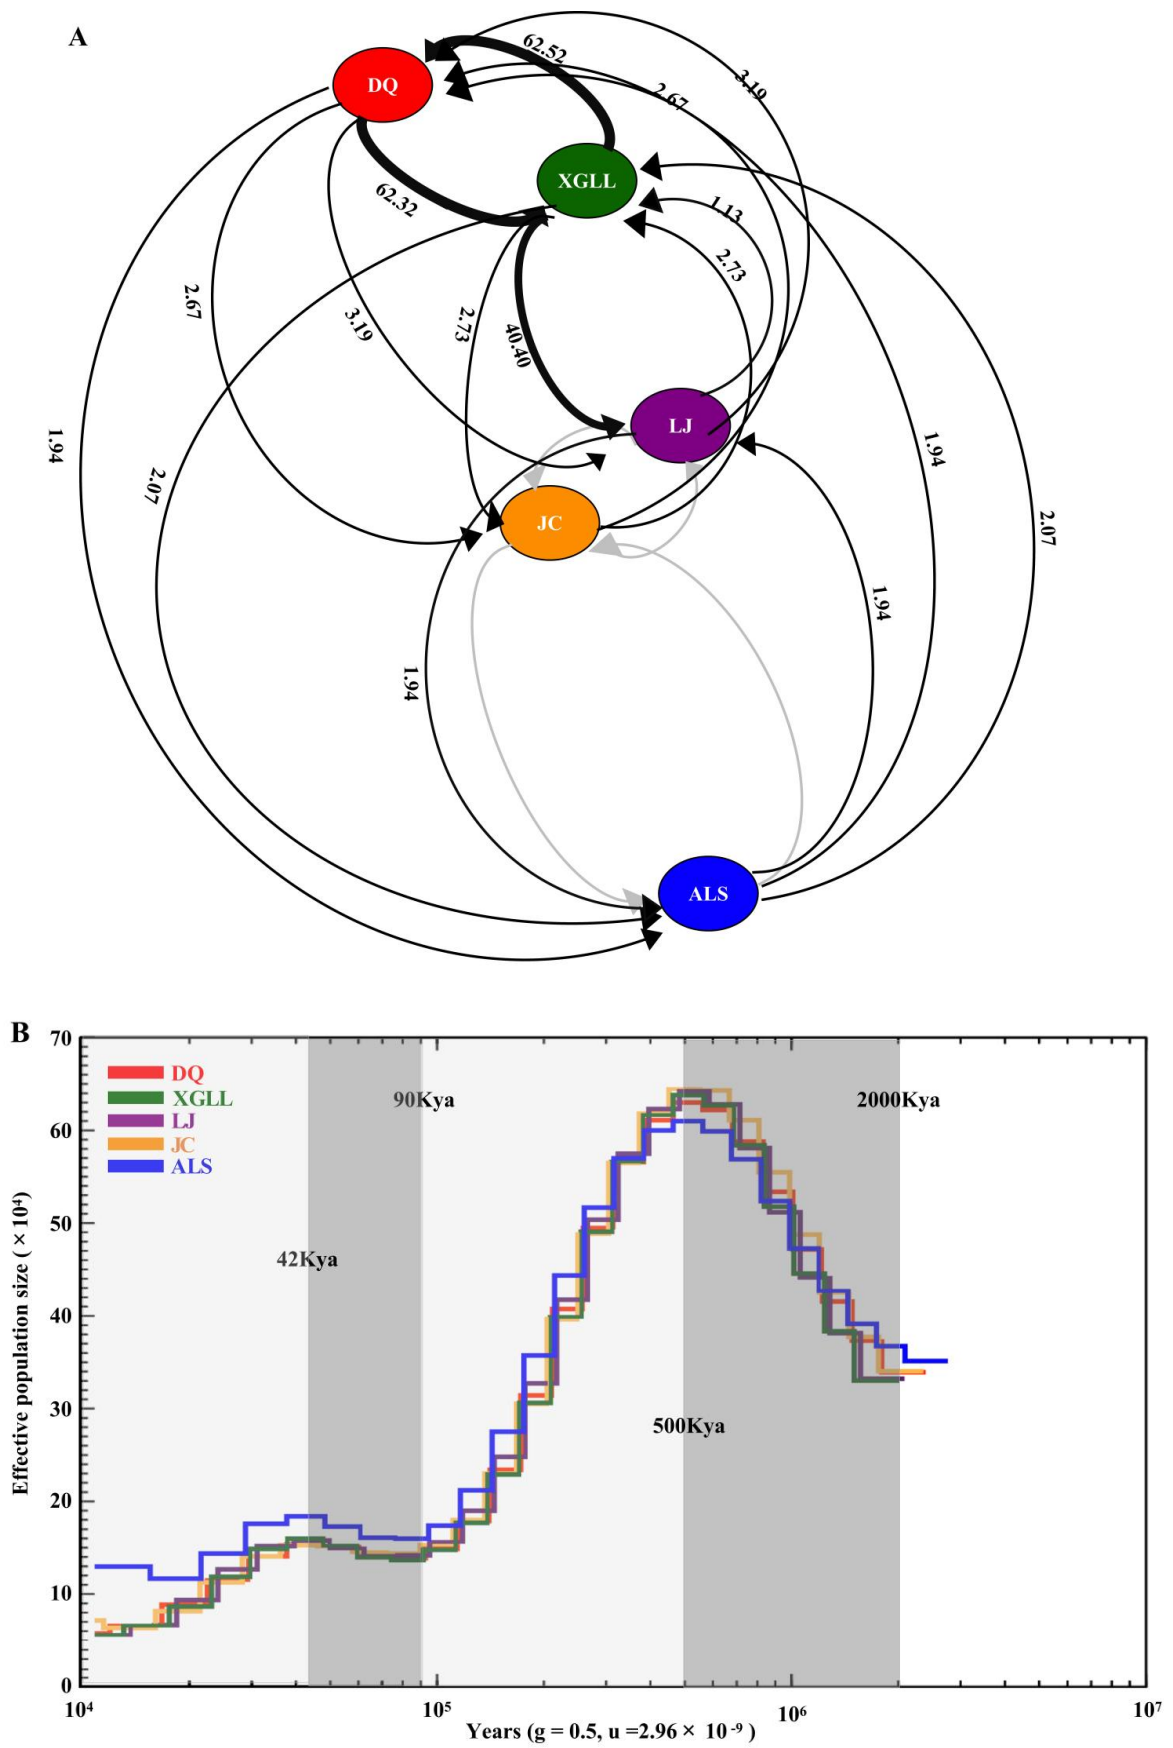 A
62.52
DQ
3.19
2.67
XGLL
62.32
1.13
2.73
2.67
3.19
2.73
40.40
LJ
1.94
1.94
2.07
2.07
JC
1.94
1.94
ALS
B
70
60
50
40
30
20
10
0
DQ
XGLL
LJ
JC
ALS
90Kya
2000Kya
42Kya
500Kya
Effective population size ( × 10⁴)
10⁴
10⁵
10⁶
10⁷
Years (g = 0.5, u =2.96 × 10⁻⁹ )